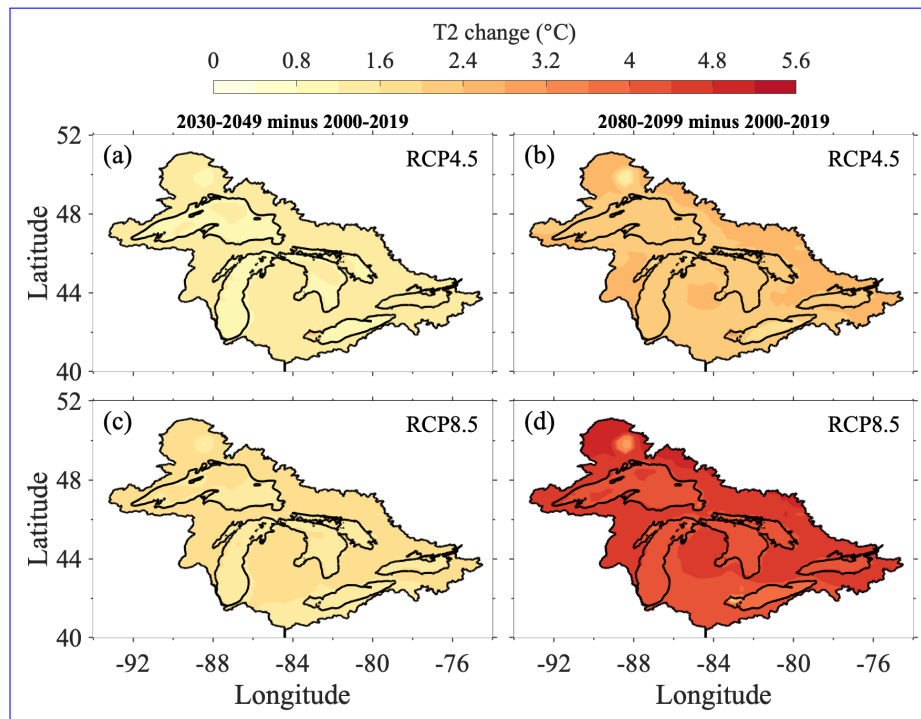 T2 change (°C)
0 0.8 1.6 2.4 3.2 4 4.8 5.6
2030-2049 minus 2000-2019
2080-2099 minus 2000-2019
52
(a)
RCP4.5
(b)
RCP4.5
48
Latitude
44
40
52
(c)
RCP8.5
(d)
RCP8.5
48
Latitude
44
40
-92 -88 -84 -80 -76
-92 -88 -84 -80 -76
Longitude
Longitude